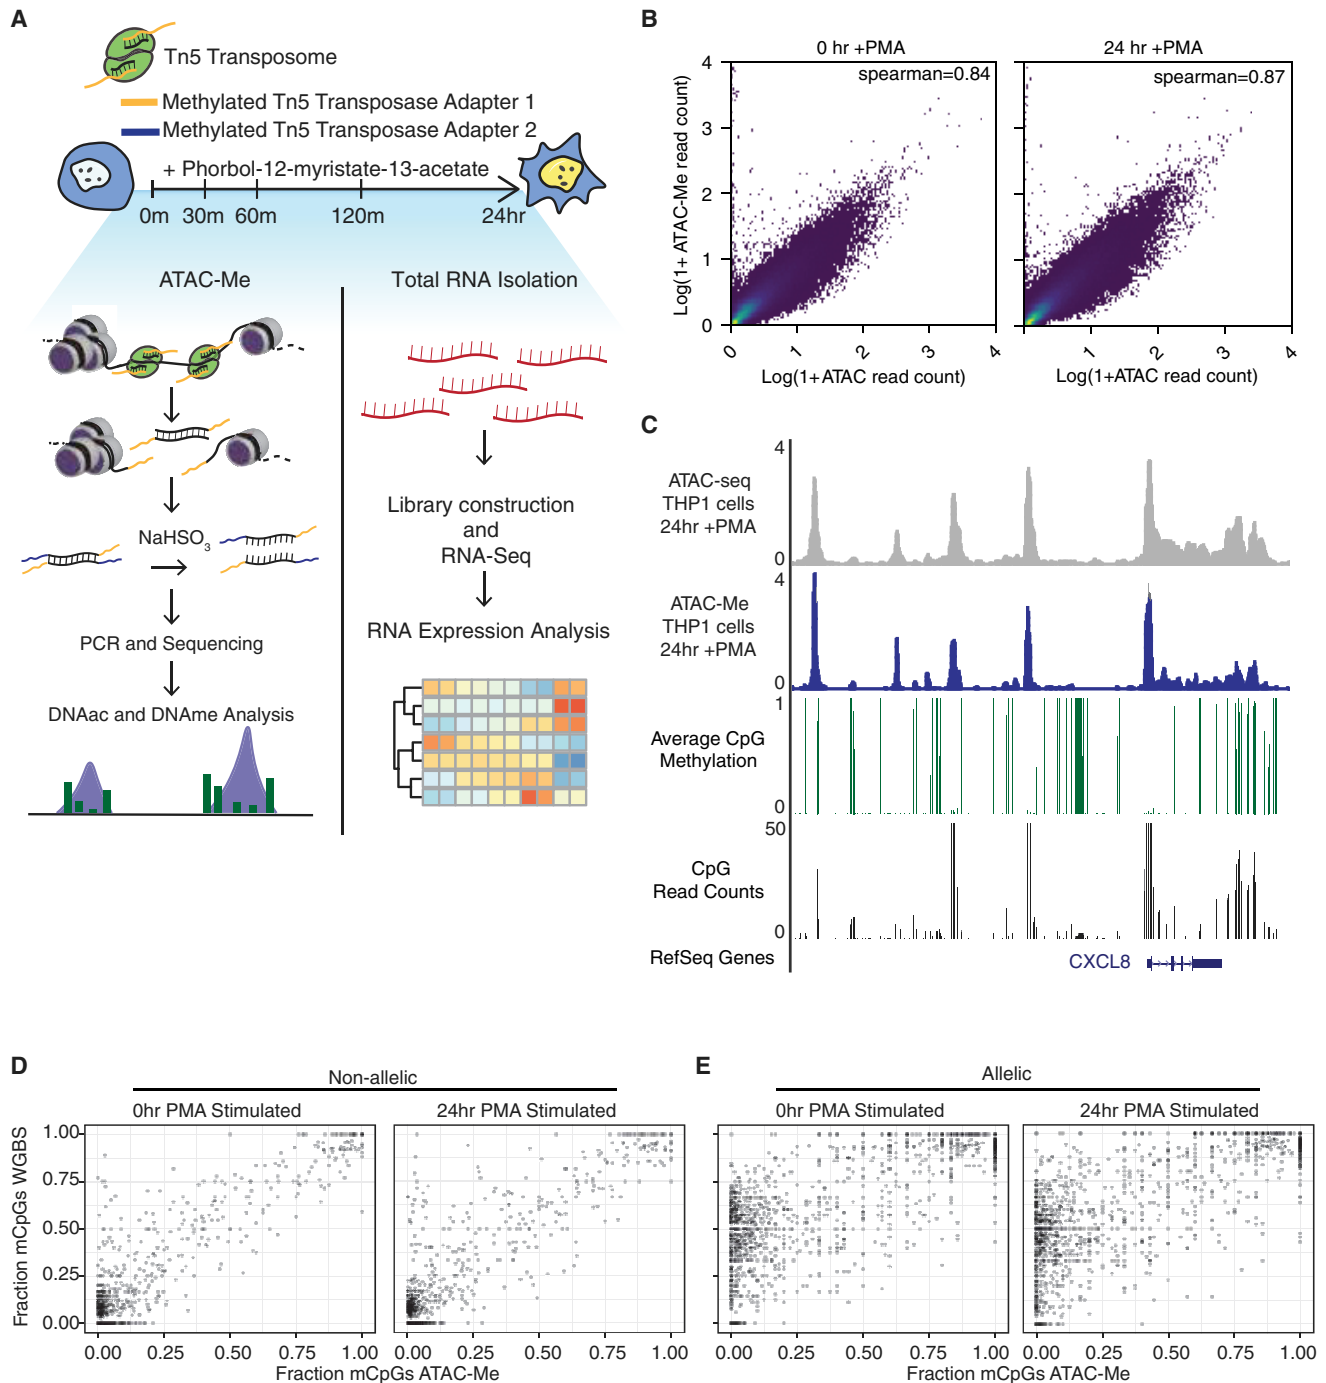 A
Tn5 Transposome
Methylated Tn5 Transposase Adapter 1
Methylated Tn5 Transposase Adapter 2
+ Phorbol-12-myristate-13-acetate
0m 30m 60m 120m 24hr
ATAC-Me
Total RNA Isolation
NaHSO3
PCR and Sequencing
DNAac and DNAme Analysis
Library construction
and
RNA-Seq
RNA Expression Analysis
B
0 hr +PMA
24 hr +PMA
spearman=0.84
spearman=0.87
Log(1+ ATAC-Me read count)
4
3
2
1
0
0 1 2 3 4
0 1 2 3 4
Log(1+ATAC read count)
Log(1+ATAC read count)
C
4
ATAC-seq
THP1 cells
24hr +PMA
0
4
ATAC-Me
THP1 cells
24hr +PMA
0
1
Average CpG
Methylation
0
50
CpG
Read Counts
0
RefSeq Genes
CXCL8
D
Non-allelic
0hr PMA Stimulated
24hr PMA Stimulated
Fraction mCpGs WGBS
1.00
0.75
0.50
0.25
0.00
0.00 0.25 0.50 0.75 1.00
0.00 0.25 0.50 0.75 1.00
Fraction mCpGs ATAC-Me
E
Allelic
0hr PMA Stimulated
24hr PMA Stimulated
0.00 0.25 0.50 0.75 1.00
0.00 0.25 0.50 0.75 1.00
Fraction mCpGs ATAC-Me